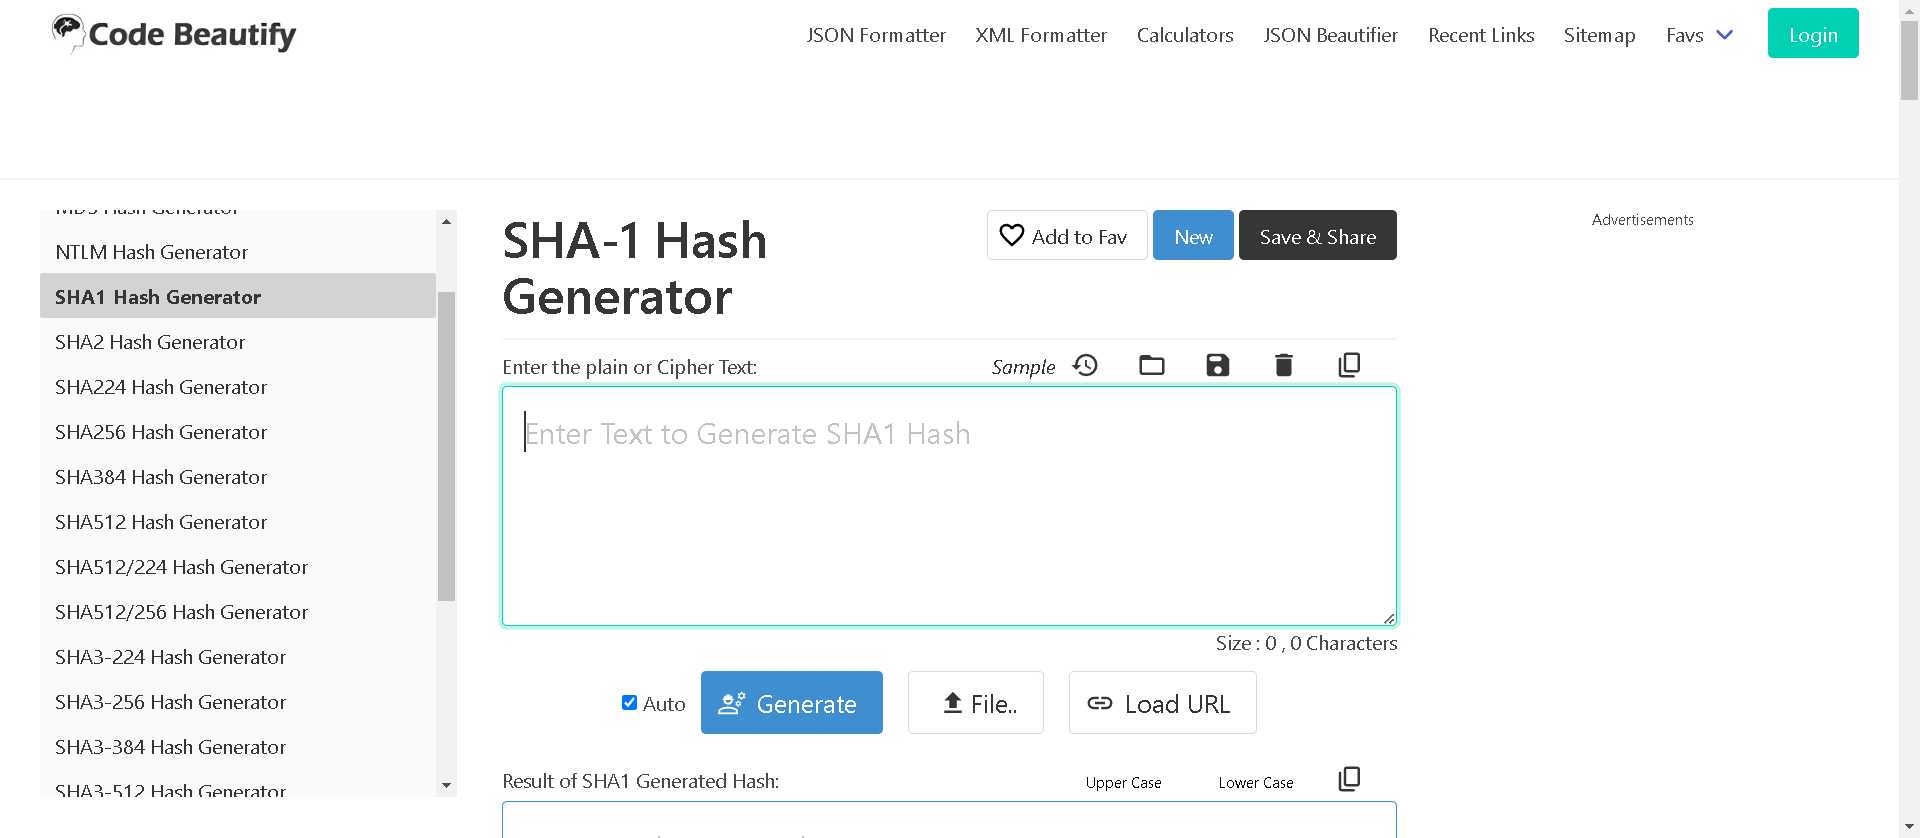 Code Beautify
JSON Formatter
XML Formatter
Calculators
JSON Beautifier
Recent Links
Sitemap
Favs
Login
MD5 Hash Generator
NTLM Hash Generator
SHA1 Hash Generator
SHA2 Hash Generator
SHA224 Hash Generator
SHA256 Hash Generator
SHA384 Hash Generator
SHA512 Hash Generator
SHA512/224 Hash Generator
SHA512/256 Hash Generator
SHA3-224 Hash Generator
SHA3-256 Hash Generator
SHA3-384 Hash Generator
SHA3-512 Hash Generator
SHA-1 Hash
Generator
Add to Fav
New
Save & Share
Enter the plain or Cipher Text:
Sample
Enter Text to Generate SHA1 Hash
Size : 0 , 0 Characters
Auto
Generate
File..
Load URL
Result of SHA1 Generated Hash:
Upper Case
Lower Case
Advertisements